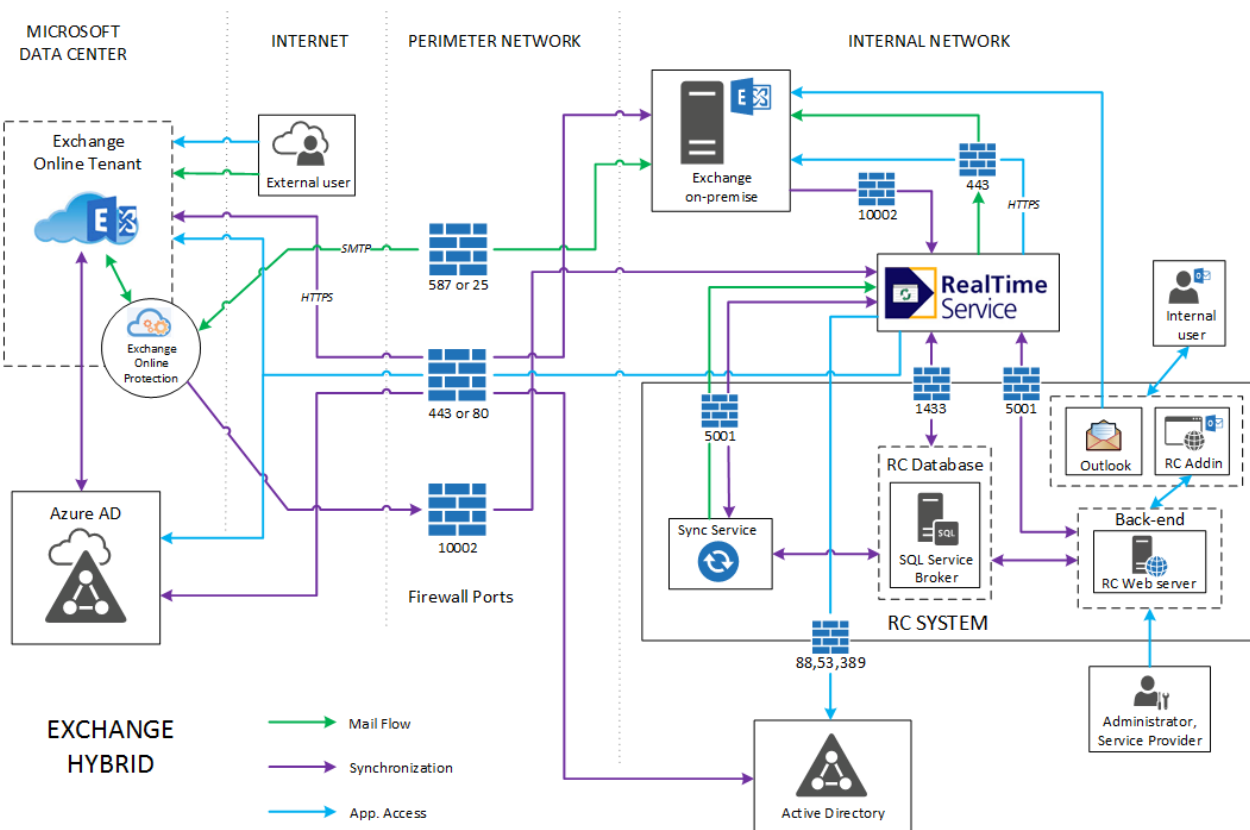 MICROSOFT
DATA CENTER
INTERNET
PERIMETER NETWORK
INTERNAL NETWORK
Exchange
Online Tenant
E
External user
E
Exchange
on-premise
443
HTTPS
10002
SMTP
587 or 25
HTTPS
RealTime
Service
Internal
user
Exchange
Online
Protection
443 or 80
5001
1433
5001
Outlook
RC Addin
RC Database
SQL
SQL Service
Broker
Azure AD
10002
Sync Service
Back-end
RC Web server
Firewall Ports
RC SYSTEM
88,53,389
Administrator,
Service Provider
EXCHANGE
HYBRID
Mail Flow
Synchronization
App. Access
Active Directory